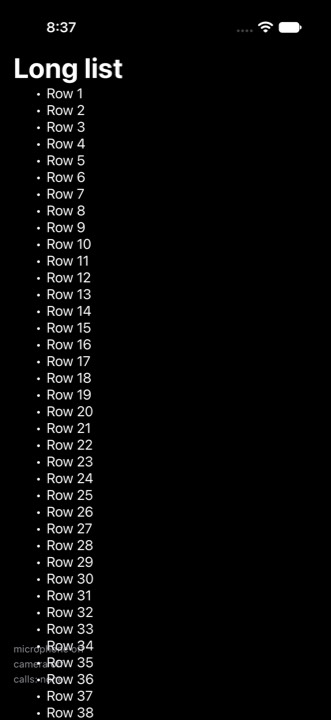 8:37
Long list
• Row 1
• Row 2
• Row 3
• Row 4
• Row 5
• Row 6
• Row 7
• Row 8
• Row 9
• Row 10
• Row 11
• Row 12
• Row 13
• Row 14
• Row 15
• Row 16
• Row 17
• Row 18
• Row 19
• Row 20
• Row 21
• Row 22
• Row 23
• Row 24
• Row 25
• Row 26
• Row 27
• Row 28
• Row 29
• Row 30
• Row 31
• Row 32
• Row 33
• Row 34
camera
• Row 35
calls:
• Row 36
• Row 37
• Row 38